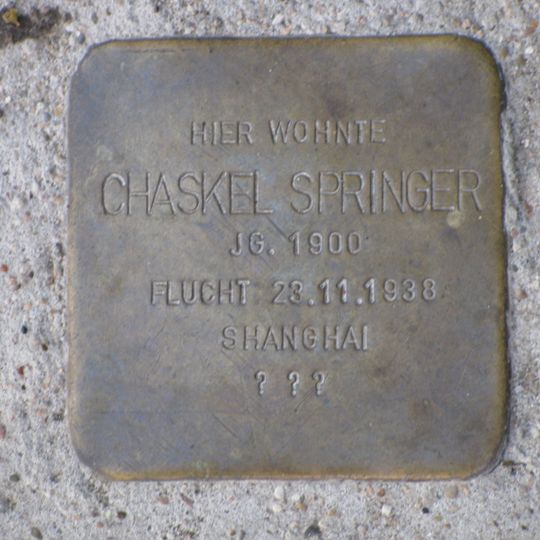 HIER WOHNTE
CHASKEL SPRINGER
JG. 1900
FLUCHT 23.11.1938
SHANGHAI
? ? ?